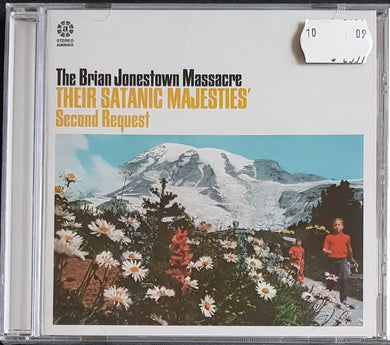 a
STEREO
10 09
The Brian Jonestown Massacre
THEIR SATANIC MAJESTIES'
Second Request